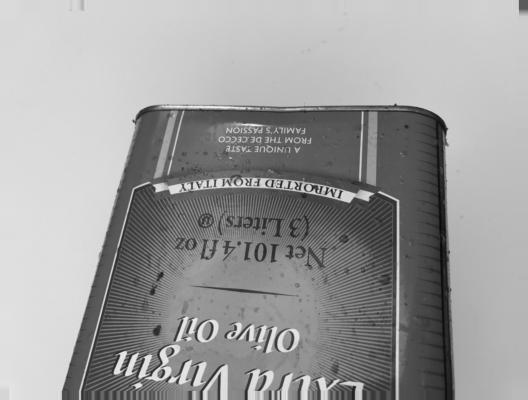 Extra Virgin
Olive Oil
Net 101.4 fl oz
(3 Liters) ⓤ
IMPORTED FROM ITALY
A UNIQUE TASTE
FROM THE DE CECCO
FAMILY'S PASSION